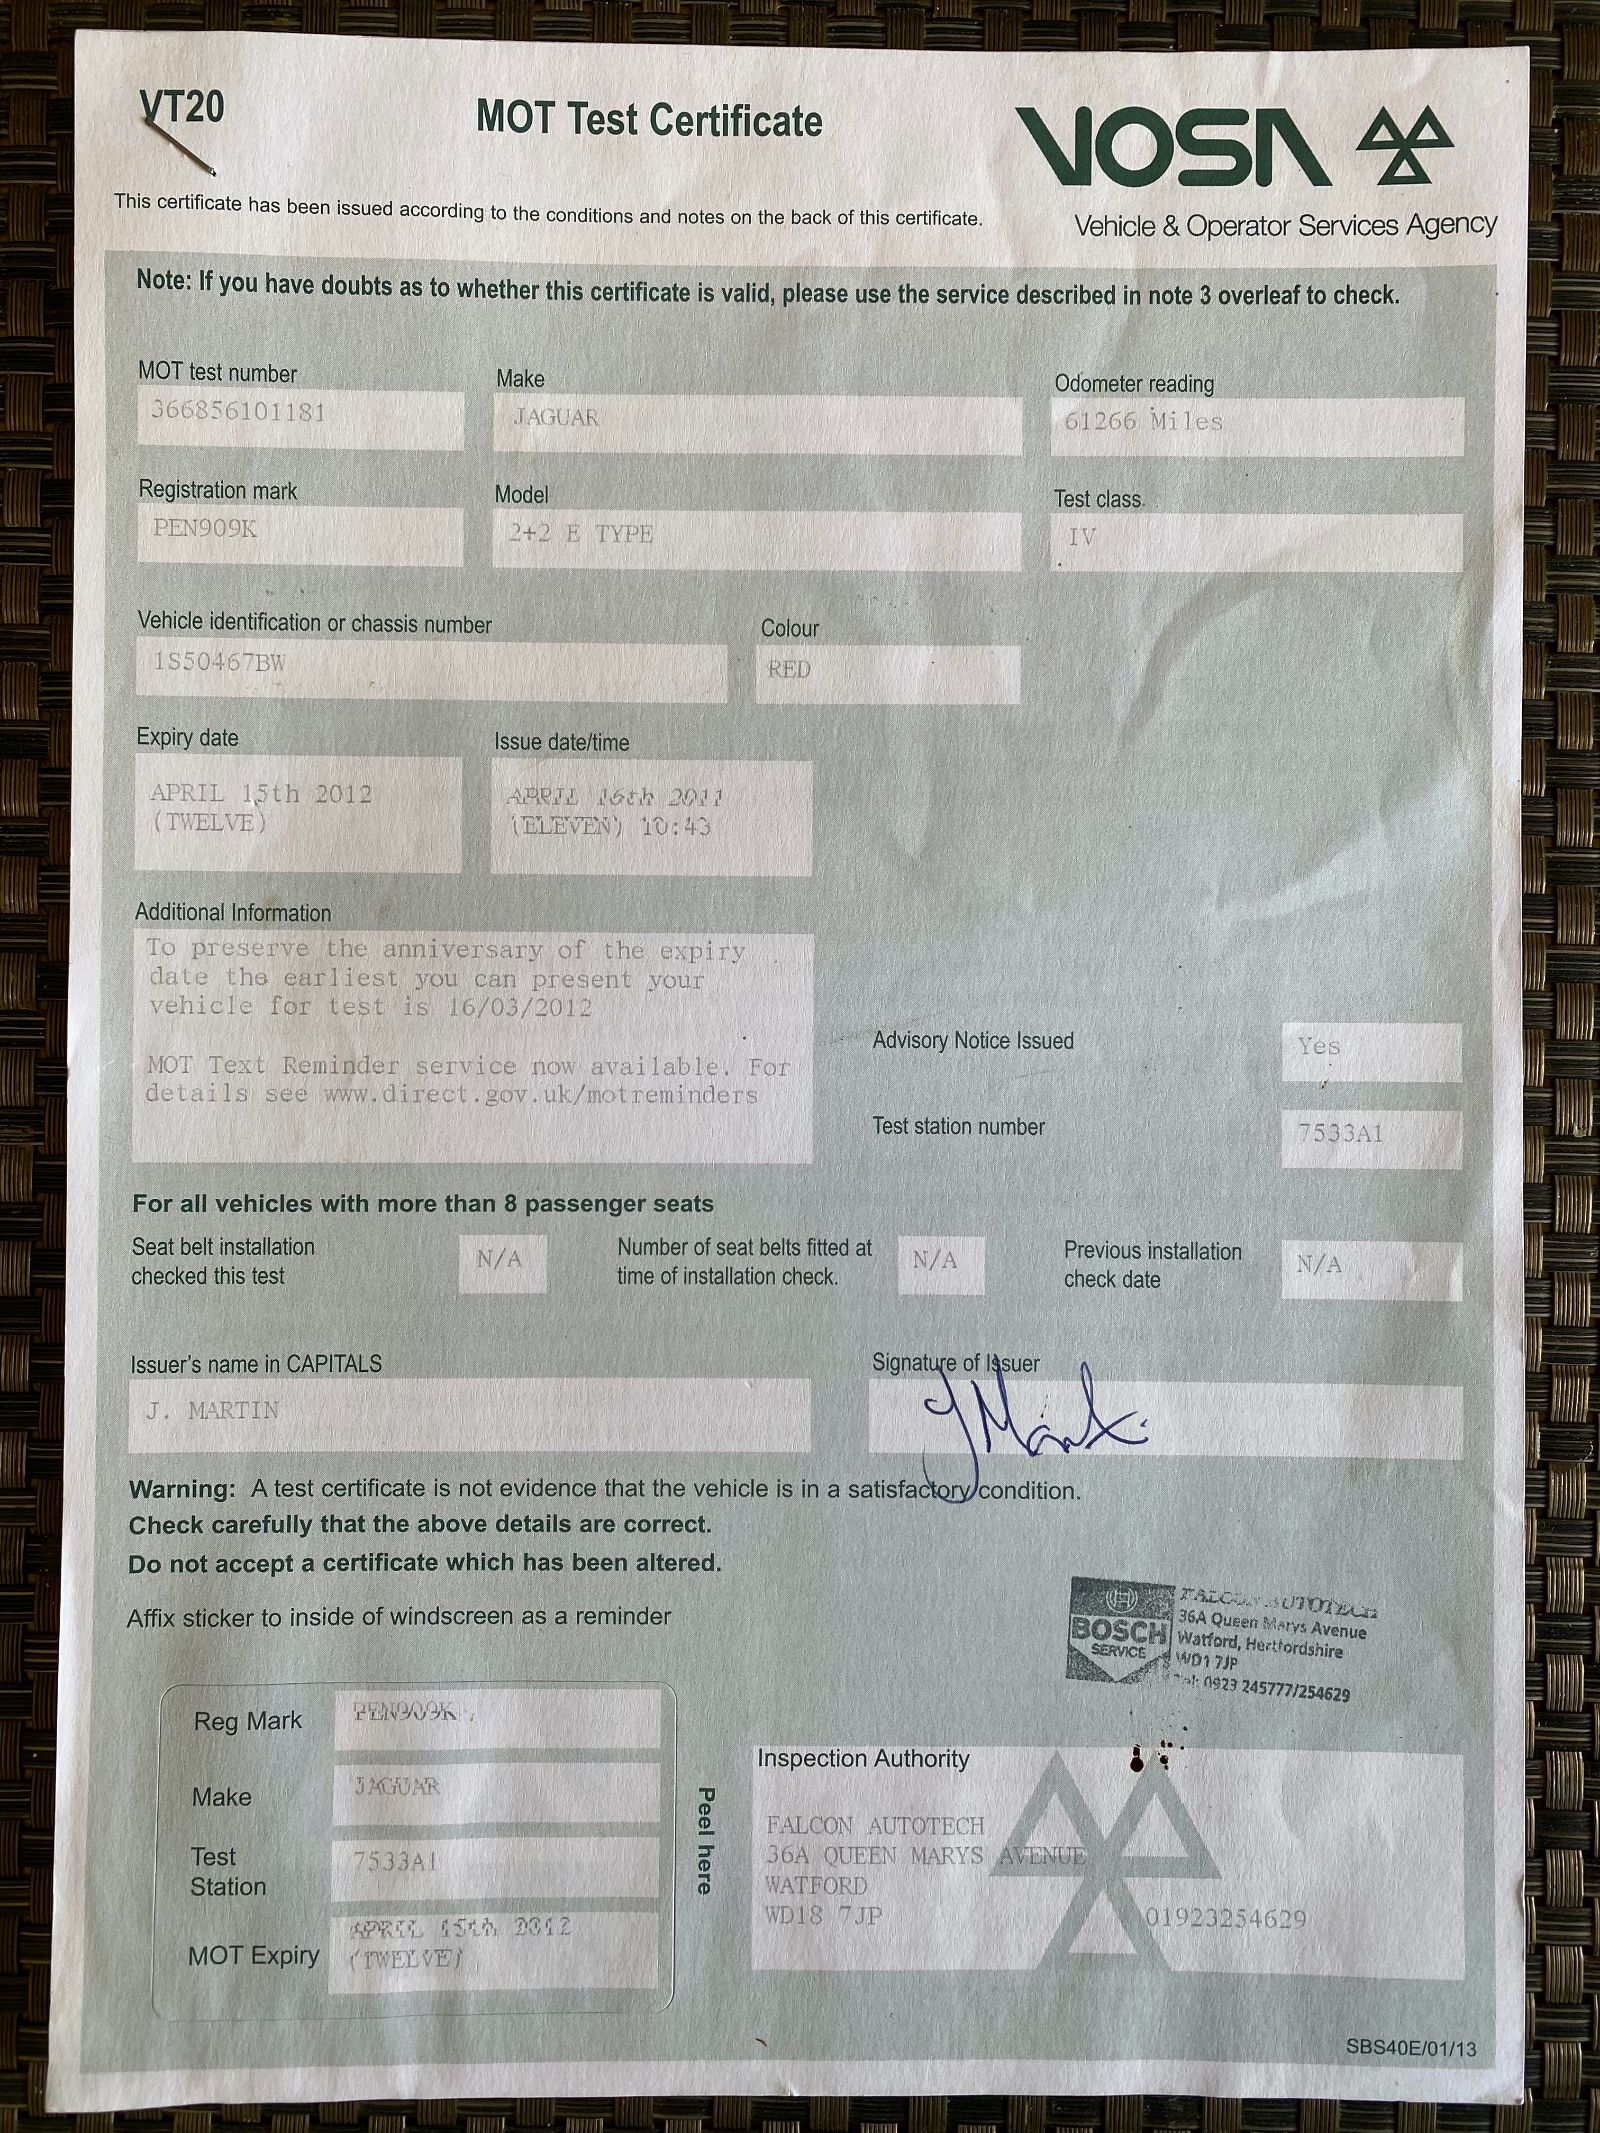 VT20
MOT Test Certificate
VOSA
Vehicle & Operator Services Agency
This certificate has been issued according to the conditions and notes on the back of this certificate.
Note: If you have doubts as to whether this certificate is valid, please use the service described in note 3 overleaf to check.
MOT test number
366856101181
Make
JAGUAR
Odometer reading
61266 Miles
Registration mark
PEN909K
Model
2+2 E TYPE
Test class
IV
Vehicle identification or chassis number
1S50467BW
Colour
RED
Expiry date
APRIL 15th 2012
(TWELVE)
Issue date/time
APRIL 16th 2011
(ELEVEN) 10:43
Additional Information
To preserve the anniversary of the expiry
date the earliest you can present your
vehicle for test is 16/03/2012
MOT Text Reminder service now available. For
details see www.direct.gov.uk/motreminders
Advisory Notice Issued
Yes
Test station number
7533A1
For all vehicles with more than 8 passenger seats
Seat belt installation
checked this test
N/A
Number of seat belts fitted at
time of installation check.
N/A
Previous installation
check date
N/A
Issuer's name in CAPITALS
J. MARTIN
Signature of Issuer
J Martin
Warning: A test certificate is not evidence that the vehicle is in a satisfactory condition.
Check carefully that the above details are correct.
Do not accept a certificate which has been altered.
Affix sticker to inside of windscreen as a reminder
BOSCH
SERVICE
FALCON AUTOTECH
36A Queen Marys Avenue
Watford, Hertfordshire
WD1 7JP
Tel: 0923 245777/254629
Reg Mark
PEN909K
Make
JAGUAR
Test
Station
7533A1
MOT Expiry
APRIL 15th 2012
(TWELVE)
Peel here
Inspection Authority
FALCON AUTOTECH
36A QUEEN MARYS AVENUE
WATFORD
WD18 7JP
01923254629
SBS40E/01/13